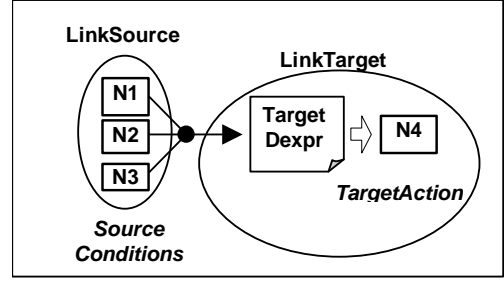 LinkSource
LinkTarget
N1
N2
N3
Target
Dexpr
N4
TargetAction
Source
Conditions